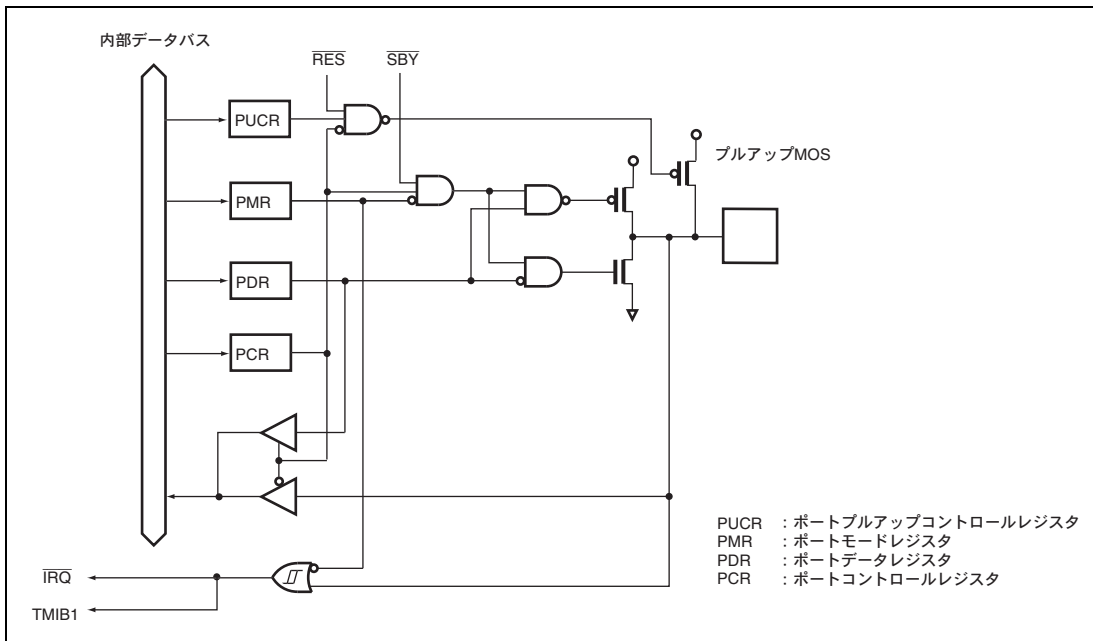 内部データバス
RES
SBY
PUCR
プルアップMOS
PMR
PDR
PCR
PUCR :ポートプルアップコントロールレジスタ
PMR :ポートモードレジスタ
PDR :ポートデータレジスタ
PCR :ポートコントロールレジスタ
IRQ
TMIB1